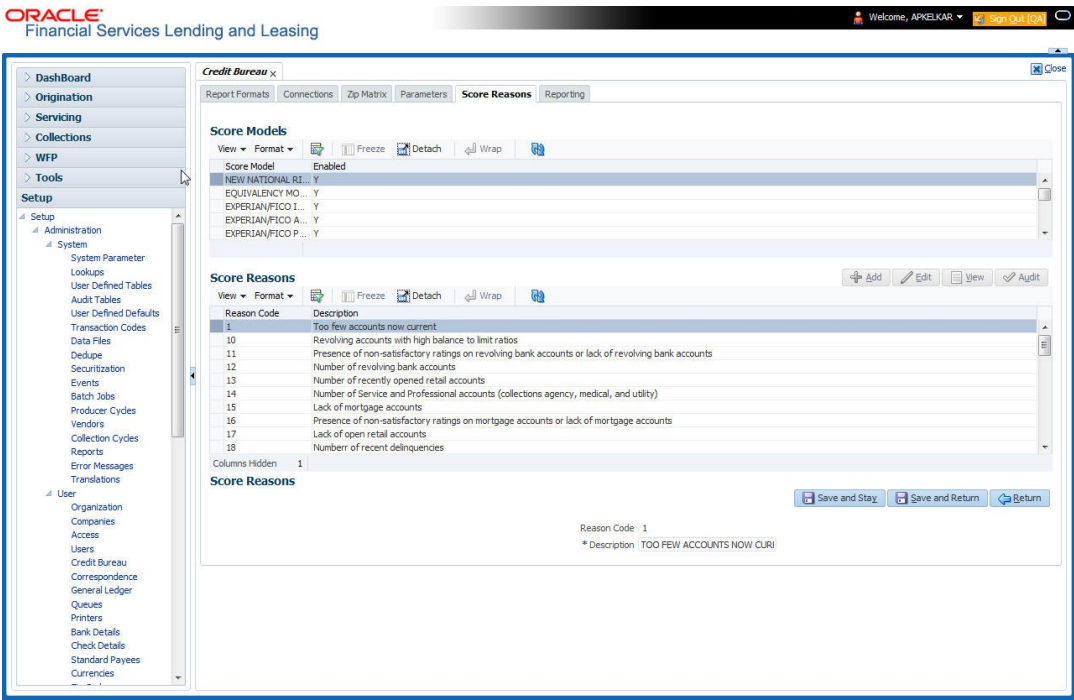 ORACLE
Financial Services Lending and Leasing
Welcome, APKELKAR
Sign Out [QA]
DashBoard
Origination
Servicing
Collections
WFP
Tools
Setup
Setup
Administration
System
System Parameter
Lookups
User Defined Tables
Audit Tables
User Defined Defaults
Transaction Codes
Data Files
Dedupe
Securitization
Events
Batch Jobs
Producer Cycles
Vendors
Collection Cycles
Reports
Error Messages
Translations
User
Organization
Companies
Access
Users
Credit Bureau
Correspondence
General Ledger
Queues
Printers
Bank Details
Check Details
Standard Payees
Currencies
Credit Bureau x
Close
Report Formats Connections Zip Matrix Parameters Score Reasons Reporting
Score Models
View Format Freeze Detach Wrap
Score Model Enabled
NEW NATIONAL RI... Y
EQUIVALENCY MO... Y
EXPERIAN/FICO I... Y
EXPERIAN/FICO A... Y
EXPERIAN/FICO P... Y
Score Reasons
Add Edit View Audit
View Format Freeze Detach Wrap
Reason Code Description
1 Too few accounts now current
10 Revolving accounts with high balance to limit ratios
11 Presence of non-satisfactory ratings on revolving bank accounts or lack of revolving bank accounts
12 Number of revolving bank accounts
13 Number of recently opened retail accounts
14 Number of Service and Professional accounts (collections agency, medical, and utility)
15 Lack of mortgage accounts
16 Presence of non-satisfactory ratings on mortgage accounts or lack of mortgage accounts
17 Lack of open retail accounts
18 Numberr of recent delinquencies
Columns Hidden 1
Score Reasons
Save and Stay Save and Return Return
Reason Code 1
* Description TOO FEW ACCOUNTS NOW CURI